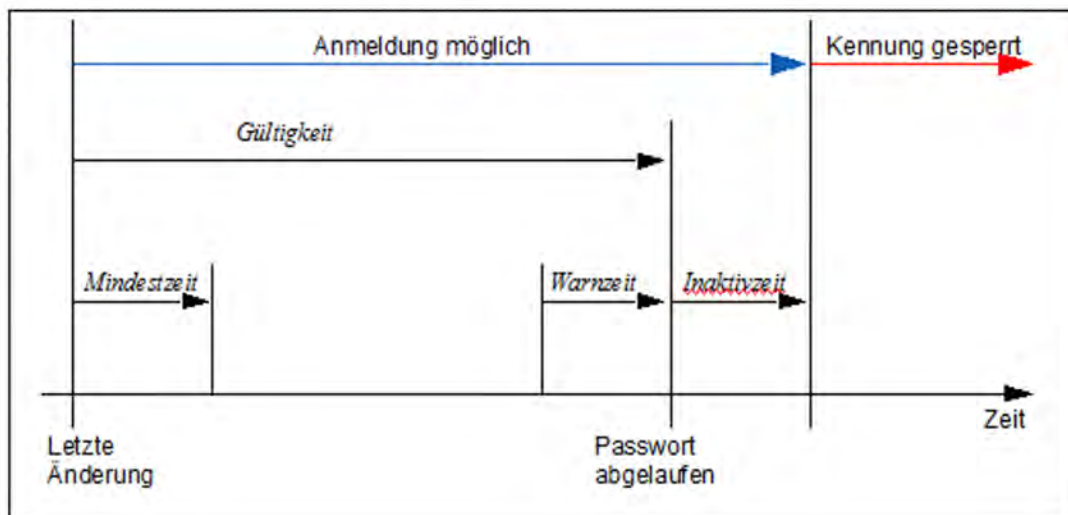 Anmeldung möglich
Kennung gesperrt
Gültigkeit
Mindestzeit
Warnzeit
Inaktivzeit
Zeit
Letzte
Änderung
Passwort
abgelaufen